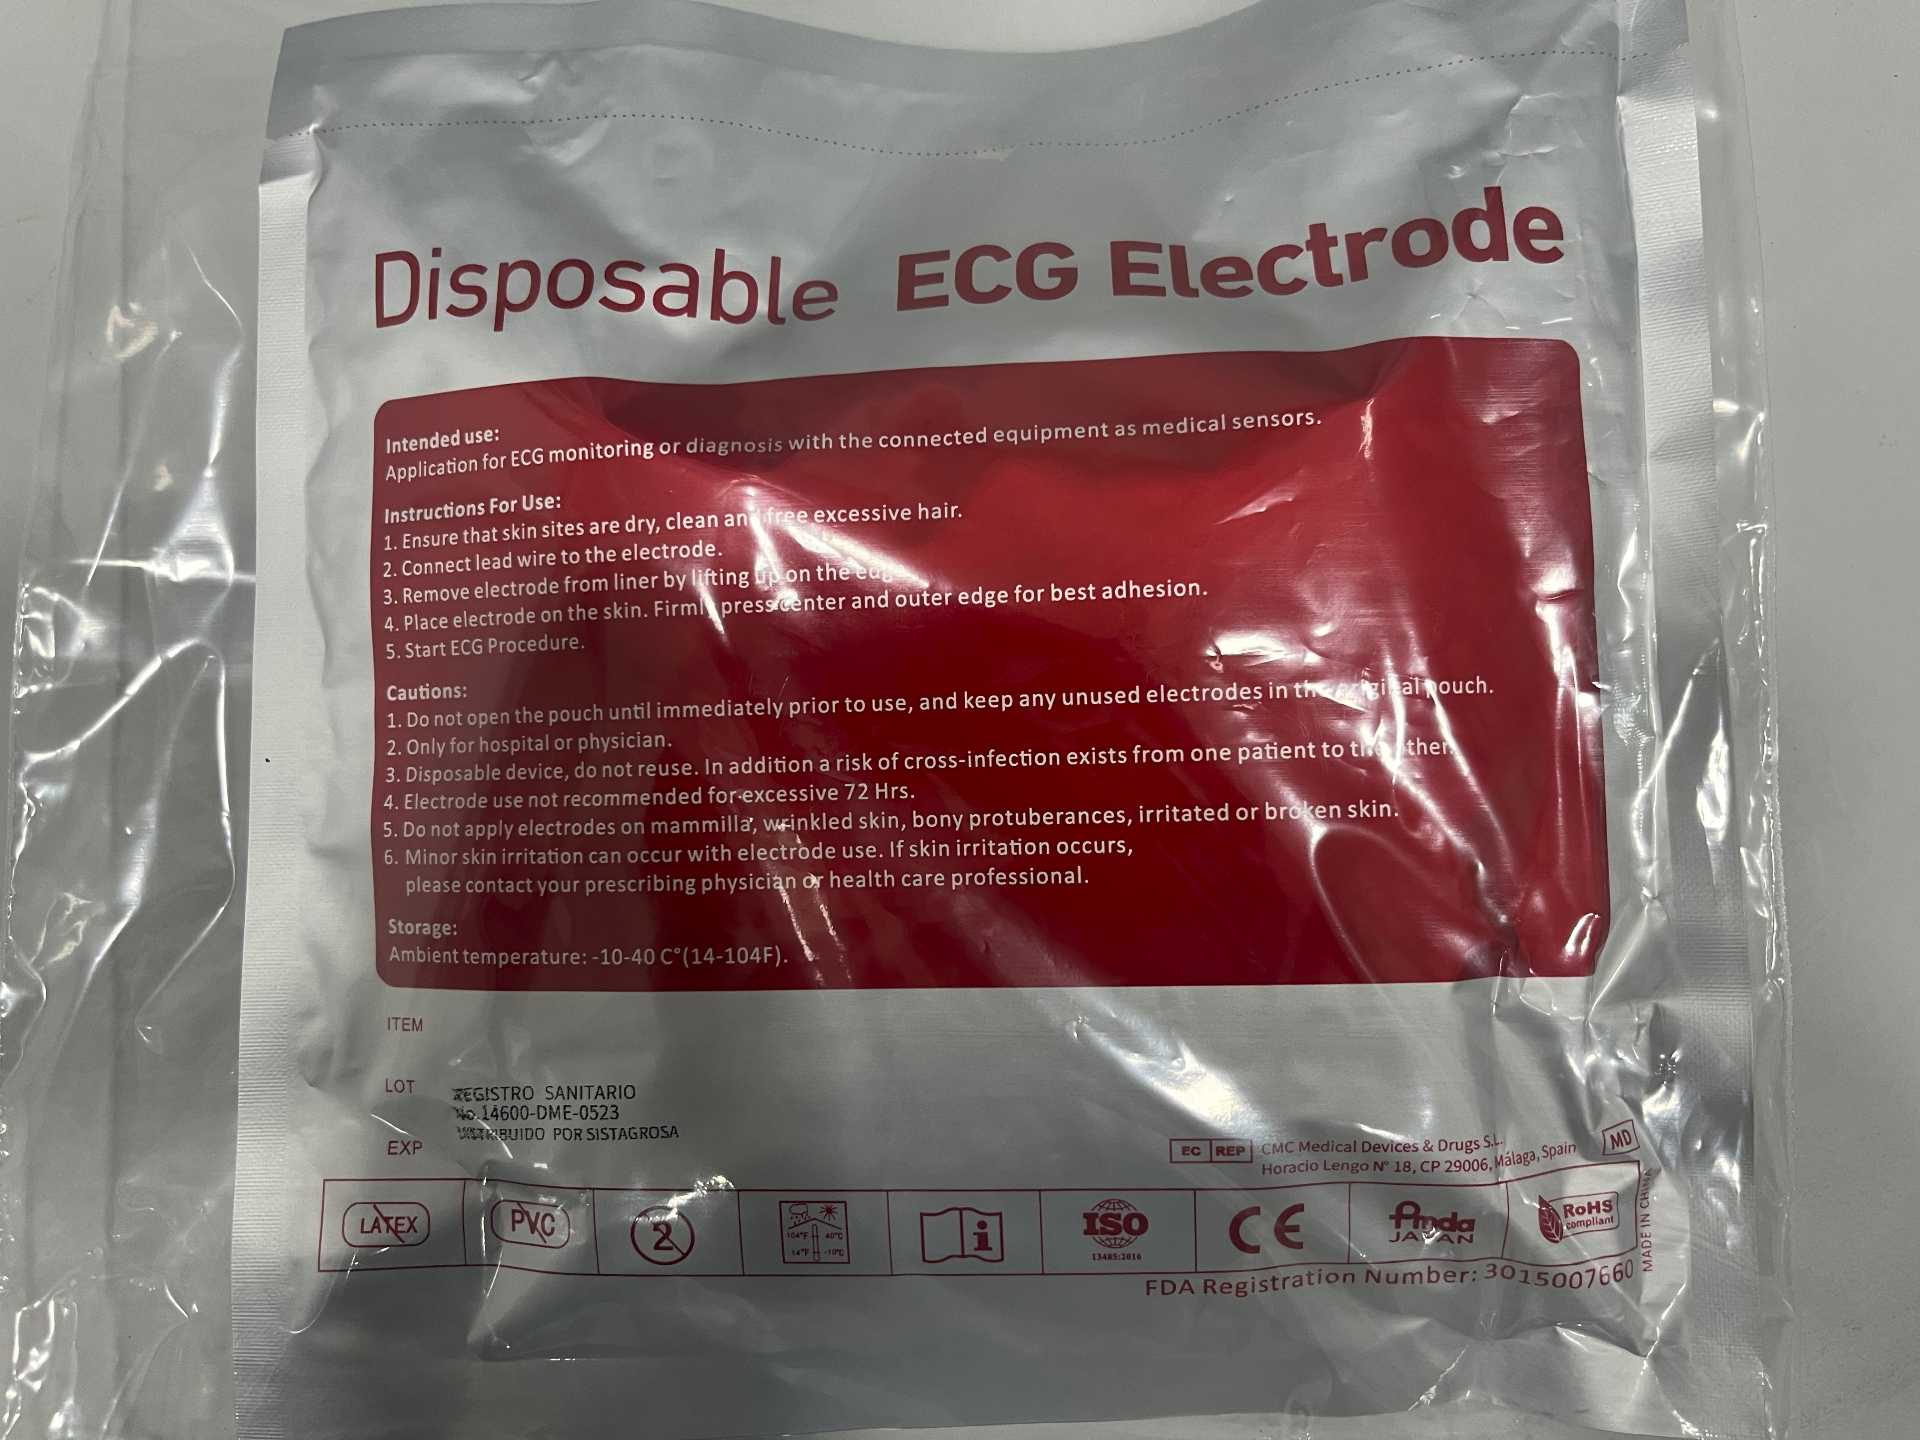 Disposable ECG Electrode
Intended use:
Application for ECG monitoring or diagnosis with the connected equipment as medical sensors.
Instructions For Use:
1. Ensure that skin sites are dry, clean and free excessive hair.
2. Connect lead wire to the electrode.
3. Remove electrode from liner by lifting up on the
4. Place electrode on the skin. Firmly press center and outer edge for best adhesion.
5. Start ECG Procedure.
Cautions:
1. Do not open the pouch until immediately prior to use, and keep any unused electrodes in the original pouch.
2. Only for hospital or physician.
3. Disposable device, do not reuse. In addition a risk of cross-infection exists from one patient to the other.
4. Electrode use not recommended for excessive 72 Hrs.
5. Do not apply electrodes on mammilla, wrinkled skin, bony protuberances, irritated or broken skin.
6. Minor skin irritation can occur with electrode use. If skin irritation occurs,
please contact your prescribing physician or health care professional.
Storage:
Ambient temperature: -10-40 C°(14-104F).
ITEM
LOT
REGISTRO SANITARIO
No.14600-DME-0523
DISTRIBUIDO POR SISTAGROSA
EXP
EC REP CMC Medical Devices & Drugs S.L. MD
Horacio Lengo N° 18, CP 29006, Málaga, Spain
LATEX PVC 2 104°F 40°C 14°F -10°C i ISO 13485:2016 CE Pmda JAPAN RoHS compliant
MADE IN CHINA
FDA Registration Number: 3015007660